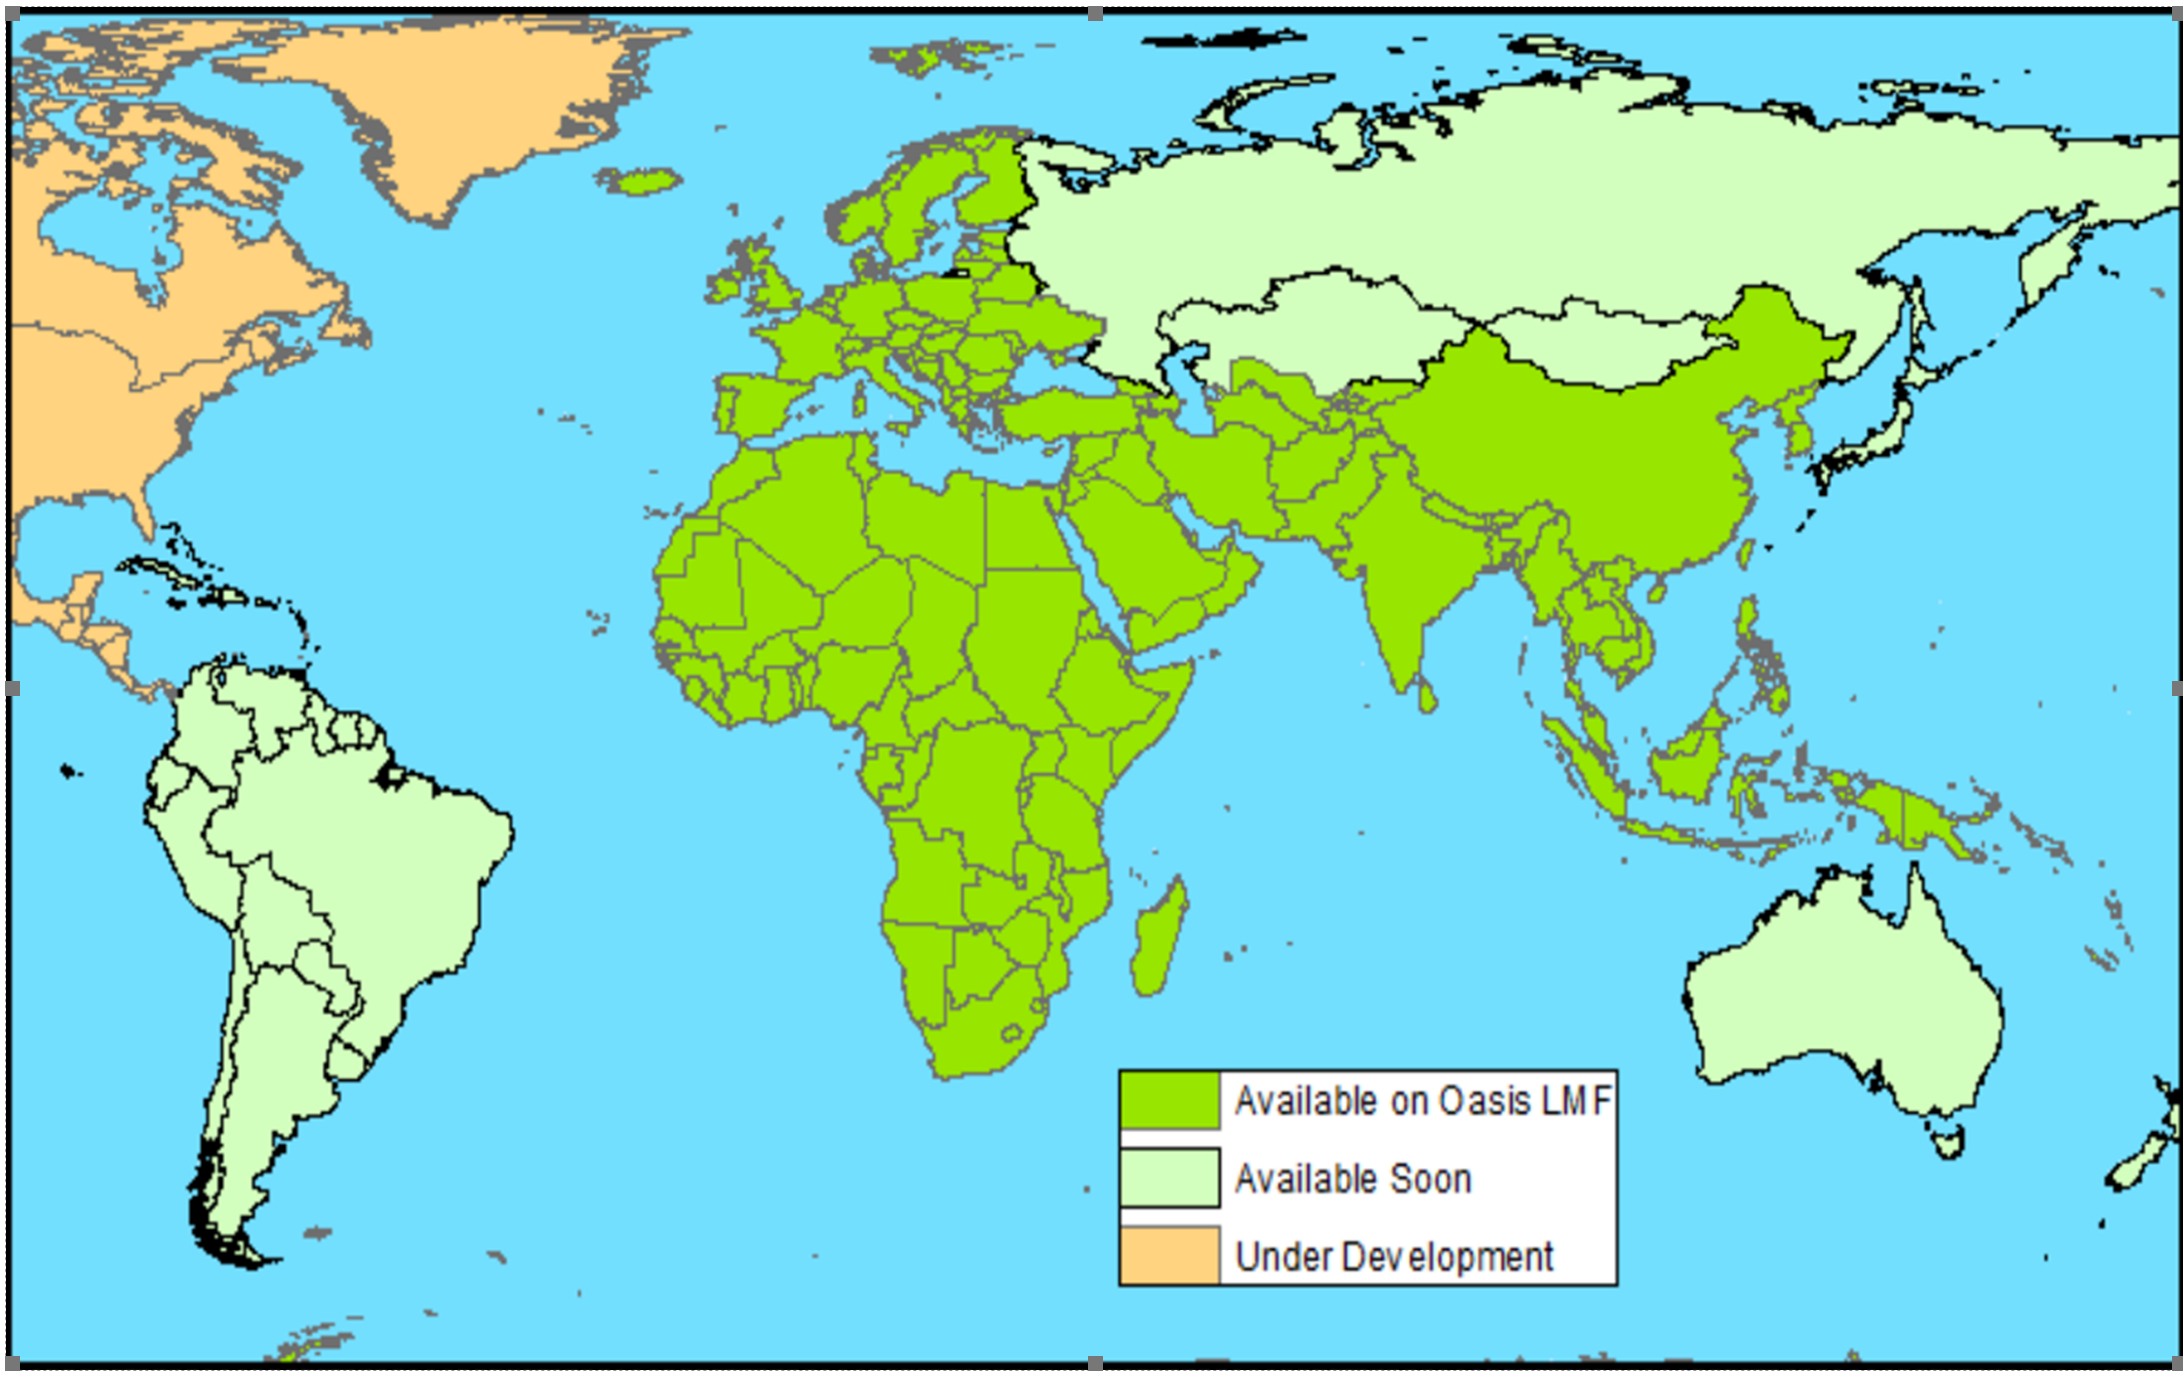 Available on Oasis LMF
Available Soon
Under Development